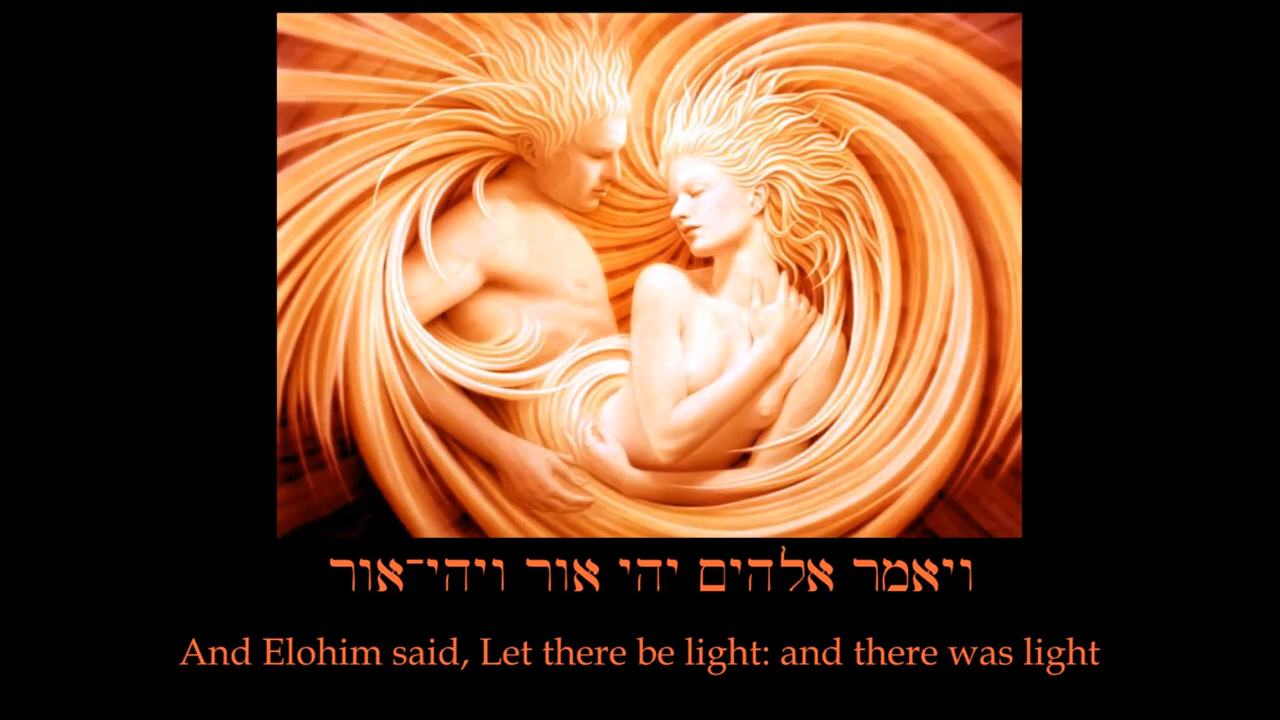 ויאמר אלהים יהי אור ויהי־אור
And Elohim said, Let there be light: and there was light